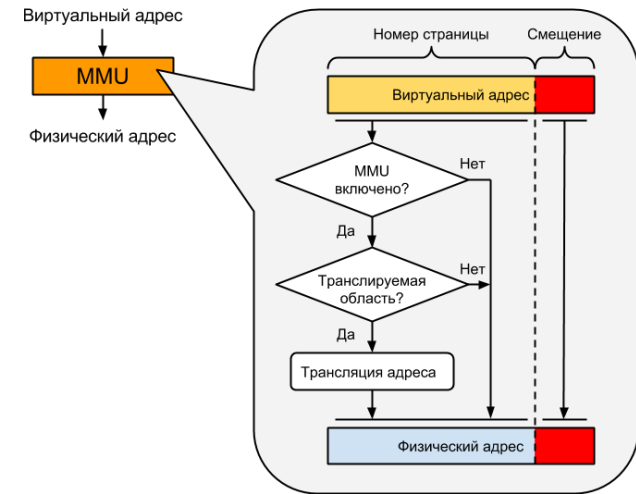 Виртуальный адрес
MMU
Физический адрес
Номер страницы
Смещение
Виртуальный адрес
MMU
включено?
Нет
Да
Транслируемая
область?
Нет
Да
Трансляция адреса
Физический адрес